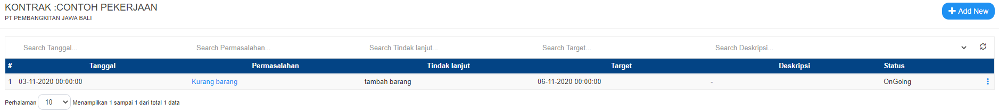 KONTRAK :CONTOH PEKERJAAN
PT PEMBANGKITAN JAWA BALI
Add New
Search Tanggal... Search Permasalahan... Search Tindak lanjut... Search Target... Search Deskripsi...
# Tanggal Permasalahan Tindak lanjut Target Deskripsi Status
1 03-11-2020 00:00:00 Kurang barang tambah barang 06-11-2020 00:00:00 - OnGoing
Perhalaman 10 Menampilkan 1 sampai 1 dari total 1 data